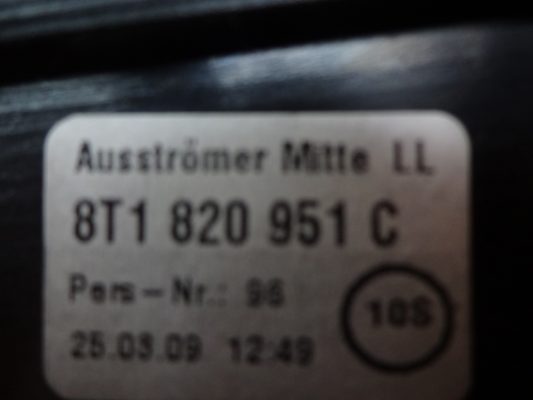 Ausströmer Mitte LL
8T1 820 951 C
Pers-Nr.: 96
10S
25.03.09 12:49